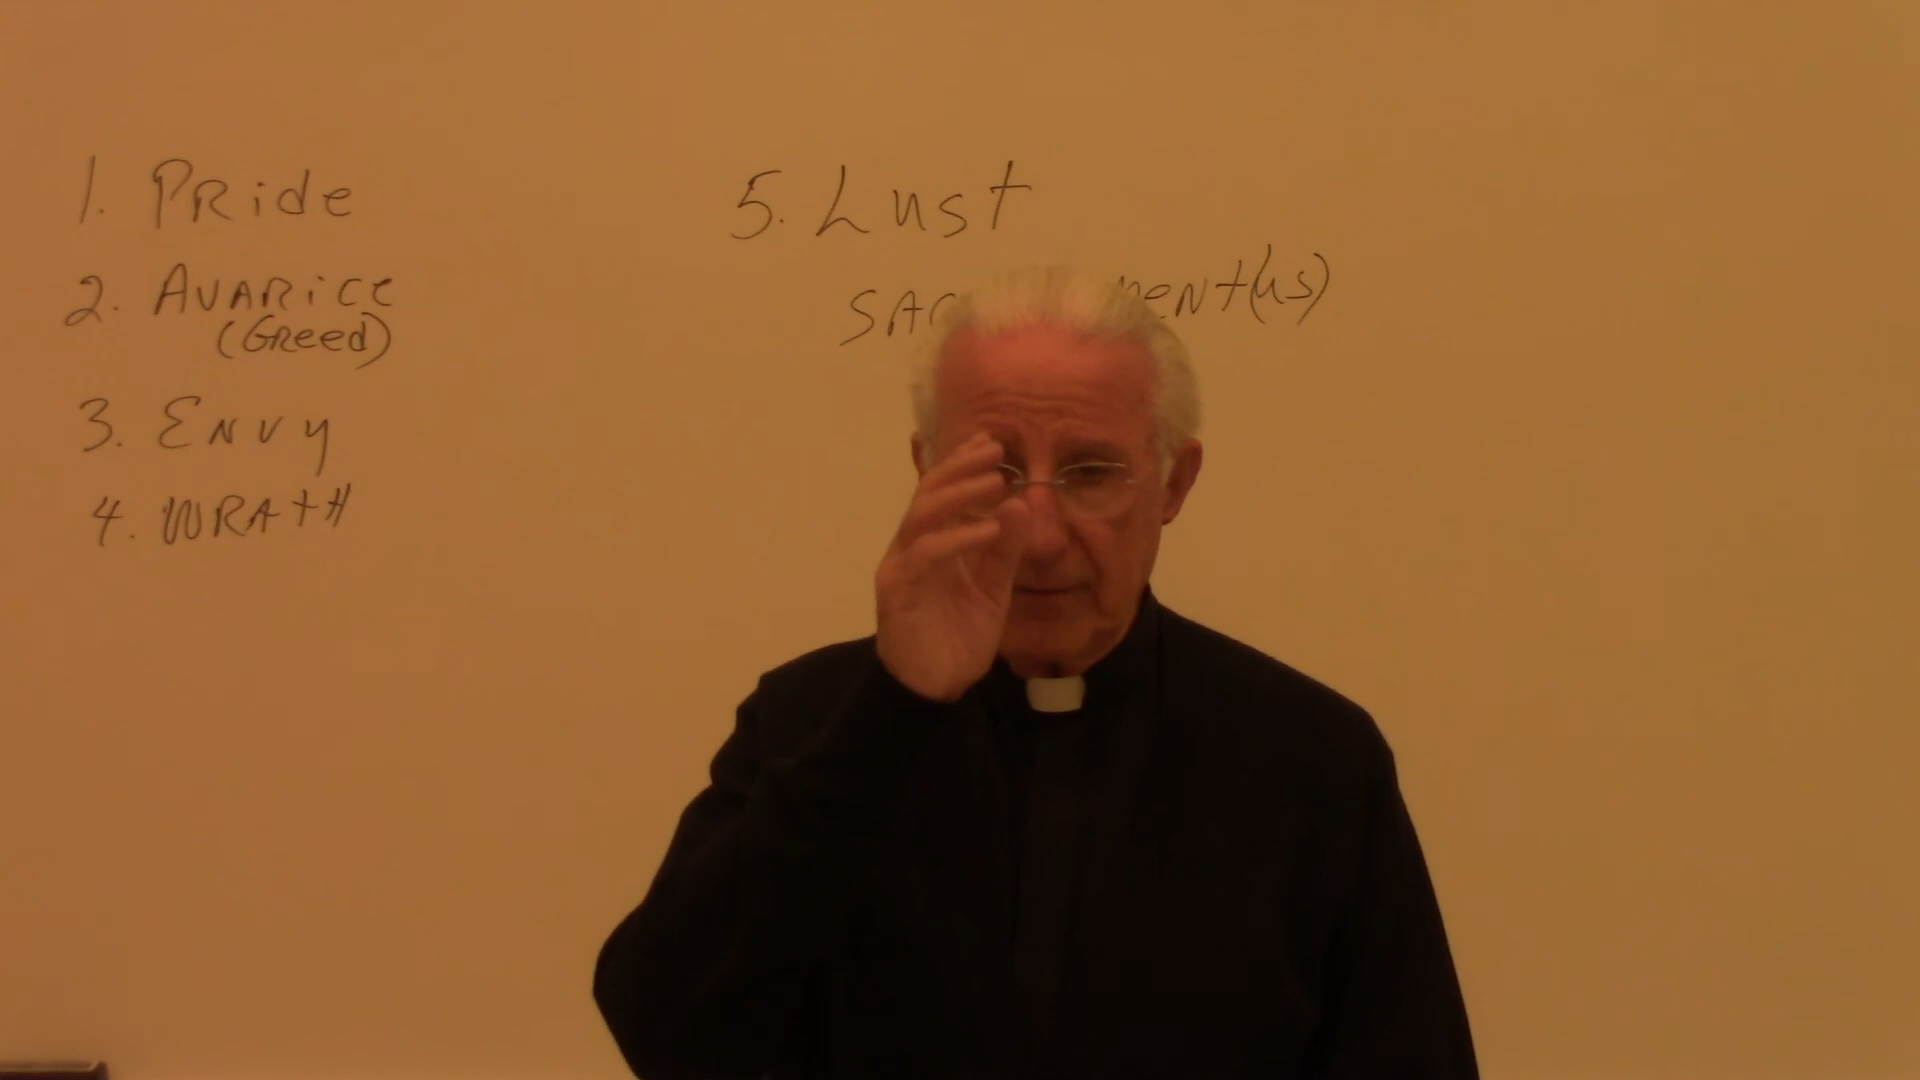 1. PRide
2. AVARice
(GReed)
3. ENVY
4. WRAtH
5. Lust